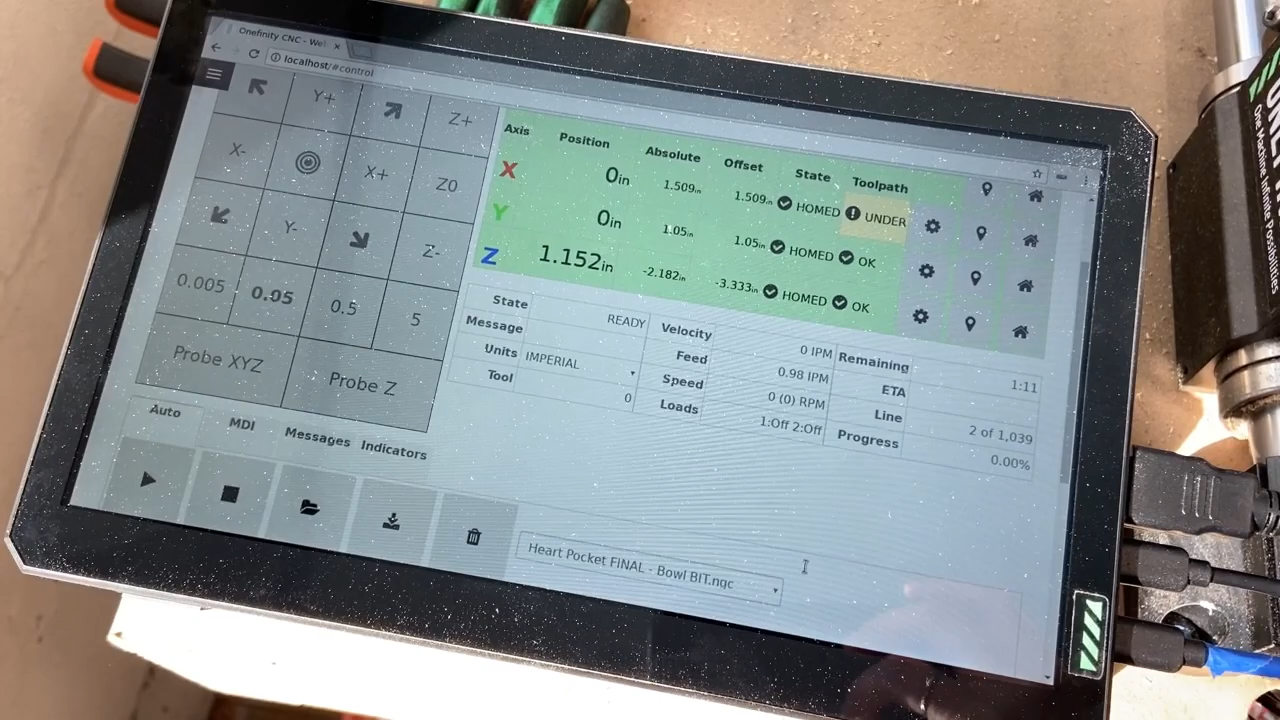 Onefinity CNC - We
localhost/#control
Y+
Z+
X-
X+
Z0
Y-
Z-
0.005
0.05
0.5
5
Probe XYZ
Probe Z
Axis Position Absolute Offset State Toolpath
X 0in 1.509in 1.509in HOMED UNDER
Y 0in 1.05in 1.05in HOMED OK
Z 1.152in -2.182in -3.333in HOMED OK
State READY
Message
Units IMPERIAL
Tool 0
Velocity 0 IPM
Feed 0.98 IPM
Speed 0 (0) RPM
Loads 1:Off 2:Off
Remaining 1:11
ETA
Line 2 of 1,039
Progress 0.00%
Auto MDI Messages Indicators
Heart Pocket FINAL - Bowl BIT.ngc
One Machine Infinite Possibilities